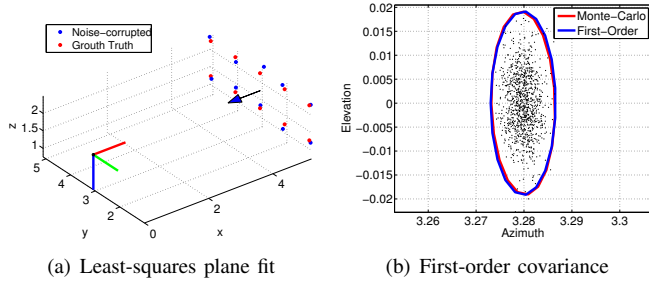 Noise-corrupted
Grouth Truth
2
1.5
1
z
5
4
3
2
y
0
2
4
x
(a) Least-squares plane fit
0.02
0.015
0.01
0.005
0
−0.005
−0.01
−0.015
−0.02
Elevation
Monte−Carlo
First−Order
3.26
3.27
3.28
3.29
3.3
Azimuth
(b) First-order covariance